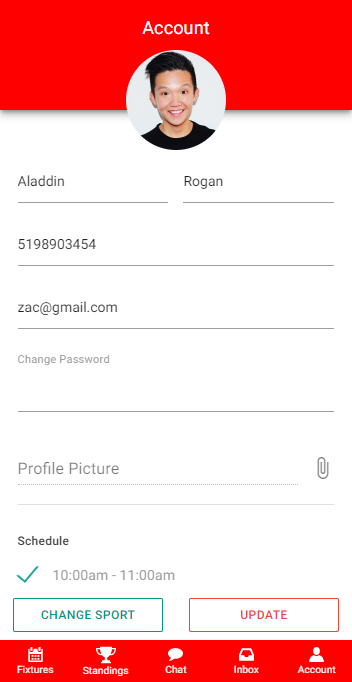 Account
Aladdin Rogan
5198903454
zac@gmail.com
Change Password
Profile Picture
Schedule
10:00am - 11:00am
CHANGE SPORT UPDATE
Fixtures Standings Chat Inbox Account